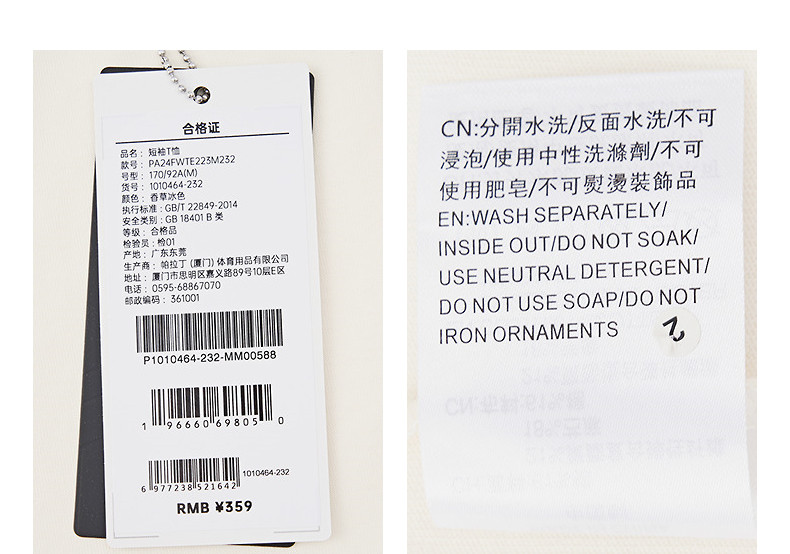 合格证
品名: 短袖T恤
款号: PA24FWTE223M232
号型: 170/92A(M)
货号: 1010464-232
颜色: 香草冰色
执行标准: GB/T 22849-2014
安全类别: GB 18401 B 类
等级: 合格品
检验员: 检01
产地: 广东东莞
生产商: 帕拉丁 (厦门) 体育用品有限公司
地址: 厦门市思明区嘉义路89号10层E区
电话: 0595-68867070
邮政编码: 361001
P1010464-232-MM00588
1 96660 69805 0
1010464-232
6 977238 521642
RMB ¥359
CN:分開水洗/反面水洗/不可
浸泡/使用中性洗滌劑/不可
使用肥皂/不可熨燙裝飾品
EN:WASH SEPARATELY/
INSIDE OUT/DO NOT SOAK/
USE NEUTRAL DETERGENT/
DO NOT USE SOAP/DO NOT
IRON ORNAMENTS